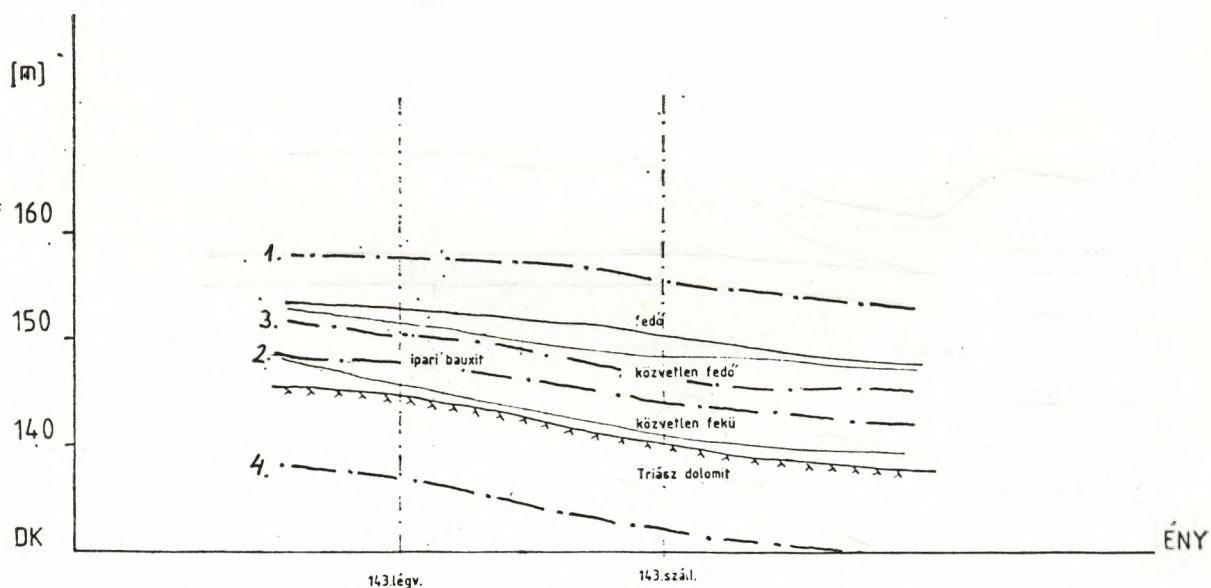 [m]
160
1.
fedő
150
3.
2.
ipari bauxit
közvetlen fedő
közvetlen fekü
140
4.
Triász dolomit
DK
ÉNY
143.légv.
143.száll.